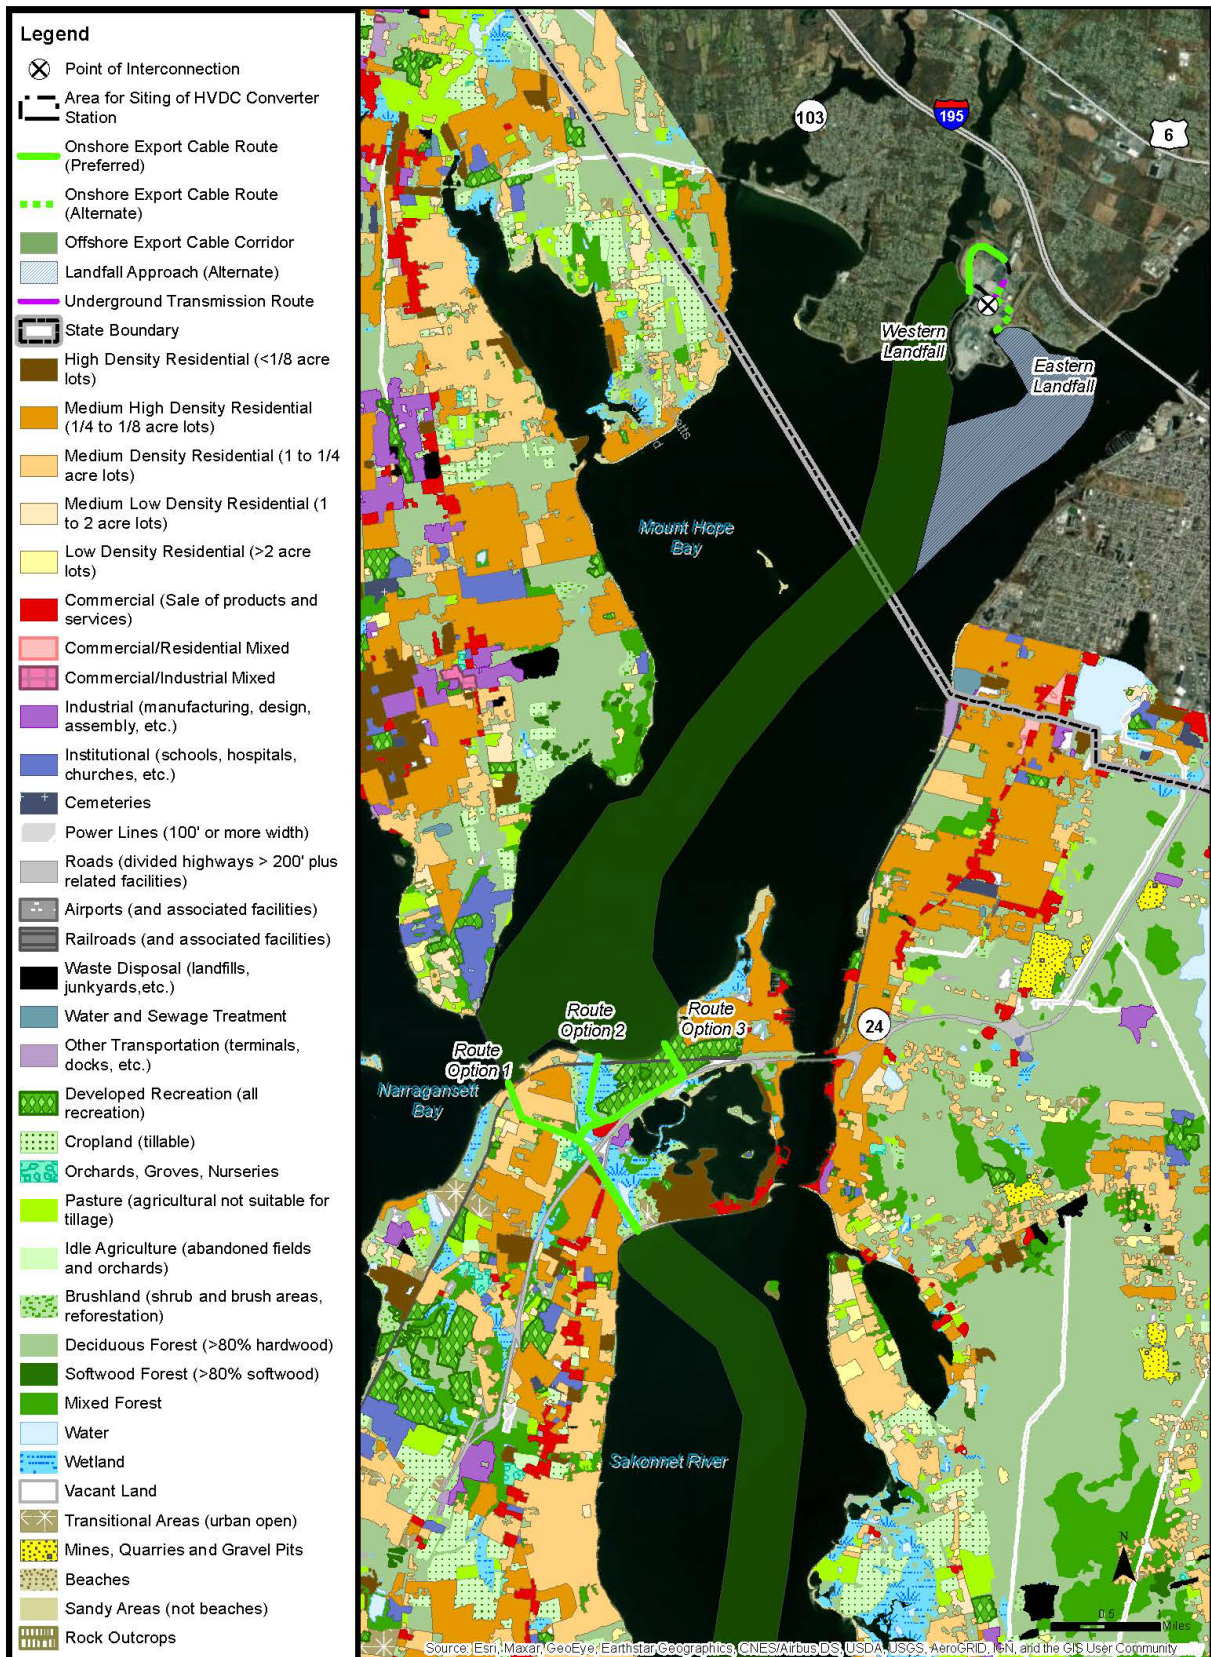 Legend
Point of Interconnection
Area for Siting of HVDC Converter
Station
Onshore Export Cable Route
(Preferred)
Onshore Export Cable Route
(Alternate)
Offshore Export Cable Corridor
Landfall Approach (Alternate)
Underground Transmission Route
State Boundary
High Density Residential (<1/8 acre
lots)
Medium High Density Residential
(1/4 to 1/8 acre lots)
Medium Density Residential (1 to 1/4
acre lots)
Medium Low Density Residential (1
to 2 acre lots)
Low Density Residential (>2 acre
lots)
Commercial (Sale of products and
services)
Commercial/Residential Mixed
Commercial/Industrial Mixed
Industrial (manufacturing, design,
assembly, etc.)
Institutional (schools, hospitals,
churches, etc.)
Cemeteries
Power Lines (100' or more width)
Roads (divided highways > 200' plus
related facilities)
Airports (and associated facilities)
Railroads (and associated facilities)
Waste Disposal (landfills,
junkyards,etc.)
Water and Sewage Treatment
Other Transportation (terminals,
docks, etc.)
Developed Recreation (all
recreation)
Cropland (tillable)
Orchards, Groves, Nurseries
Pasture (agricultural not suitable for
tillage)
Idle Agriculture (abandoned fields
and orchards)
Brushland (shrub and brush areas,
reforestation)
Deciduous Forest (>80% hardwood)
Softwood Forest (>80% softwood)
Mixed Forest
Water
Wetland
Vacant Land
Transitional Areas (urban open)
Mines, Quarries and Gravel Pits
Beaches
Sandy Areas (not beaches)
Rock Outcrops
103
195
6
Western
Landfall
Eastern
Landfall
Mount Hope
Bay
Route
Option 2
Route
Option 3
24
Route
Option 1
Narragansett
Bay
Sakonnet River
N
0.5
1
Miles
Source: Esri, Maxar, GeoEye, Earthstar Geographics, CNES/Airbus DS, USDA, USGS, AeroGRID, IGN, and the GIS User Community